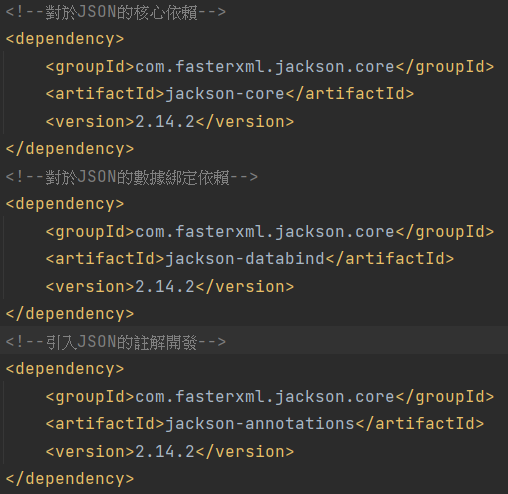 <!--對於JSON的核心依賴-->
<dependency>
<groupId>com.fasterxml.jackson.core</groupId>
<artifactId>jackson-core</artifactId>
<version>2.14.2</version>
</dependency>
<!--對於JSON的數據綁定依賴-->
<dependency>
<groupId>com.fasterxml.jackson.core</groupId>
<artifactId>jackson-databind</artifactId>
<version>2.14.2</version>
</dependency>
<!--引入JSON的註解開發-->
<dependency>
<groupId>com.fasterxml.jackson.core</groupId>
<artifactId>jackson-annotations</artifactId>
<version>2.14.2</version>
</dependency>